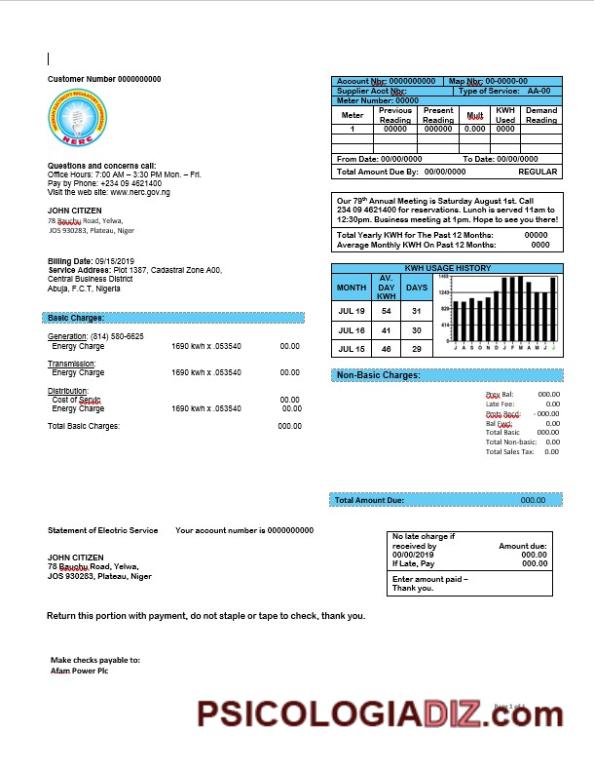 Customer Number 0000000000
NERC
Questions and concerns call:
Office Hours: 7:00 AM – 3:30 PM Mon. – Fri.
Pay by Phone: +234 09 4621400
Visit the web site: www.nerc.gov.ng
JOHN CITIZEN
78 Bauchu Road, Yelwa,
JOS 930283, Plateau, Niger
Billing Date: 09/15/2019
Service Address: Plot 1387, Cadastral Zone A00,
Central Business District
Abuja, F.C.T. Nigeria
Basic Charges:
Generation: (814) 580-6625
Energy Charge 1690 kwh x .053540 00.00
Transmission:
Energy Charge 1690 kwh x .053540 00.00
Distribution:
Cost of Servic 00.00
Energy Charge 1690 kwh x .053540 00.00
Total Basic Charges: 000.00
Account Nbr: 0000000000 Map Nbr: 00-0000-00
Supplier Acct Nbr: Type of Service: AA-00
Meter Number: 00000
Meter Previous Reading Present Reading Mult KWH Used Demand Reading
1 00000 000000 0.000 0000
From Date: 00/00/0000 To Date: 00/00/0000
Total Amount Due By: 00/00/0000 REGULAR
Our 79th Annual Meeting is Saturday August 1st. Call
234 09 4621400 for reservations. Lunch is served 11am to
12:30pm. Business meeting at 1pm. Hope to see you there!
Total Yearly KWH for The Past 12 Months: 00000
Average Monthly KWH On Past 12 Months: 0000
KWH USAGE HISTORY
MONTH AV. DAY KWH DAYS
JUL 19 54 31
JUL 16 41 30
JUL 15 46 29
1450
1243
829
414
0
J A S O N D J F M A M J J
Non-Basic Charges:
Prev Bal: 000.00
Late Fee: 0.00
Pmts Recd: - 000.00
Bal Fwd: 0.00
Total Basic 000.00
Total Non-basic: 0.00
Total Sales Tax: 0.00
Total Amount Due: 000.00
Statement of Electric Service Your account number is 0000000000
JOHN CITIZEN
78 Bauchu Road, Yelwa,
JOS 930283, Plateau, Niger
No late charge if
received by Amount due:
00/00/2019 000.00
If Late, Pay 000.00
Enter amount paid –
Thank you.
Return this portion with payment, do not staple or tape to check, thank you.
Make checks payable to:
Afam Power Plc
PSICOLOGIADIZ.com